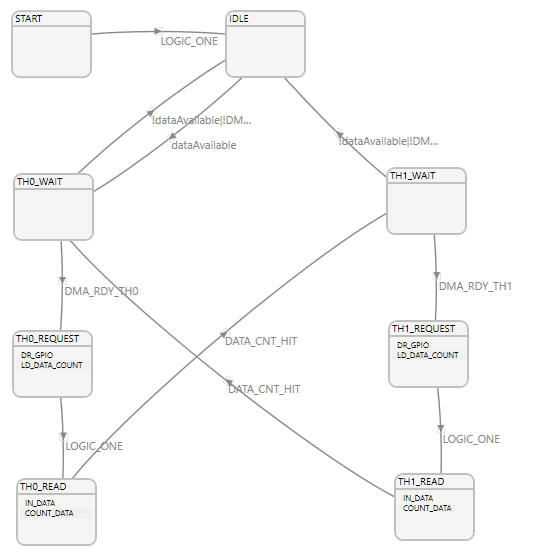 START
IDLE
LOGIC_ONE
!dataAvailable|!DM...
dataAvailable
!dataAvailable|!DM...
TH0_WAIT
TH1_WAIT
DMA_RDY_TH0
DMA_RDY_TH1
TH0_REQUEST
DR_GPIO
LD_DATA_COUNT
TH1_REQUEST
DR_GPIO
LD_DATA_COUNT
DATA_CNT_HIT
DATA_CNT_HIT
LOGIC_ONE
LOGIC_ONE
TH0_READ
IN_DATA
COUNT_DATA
TH1_READ
IN_DATA
COUNT_DATA